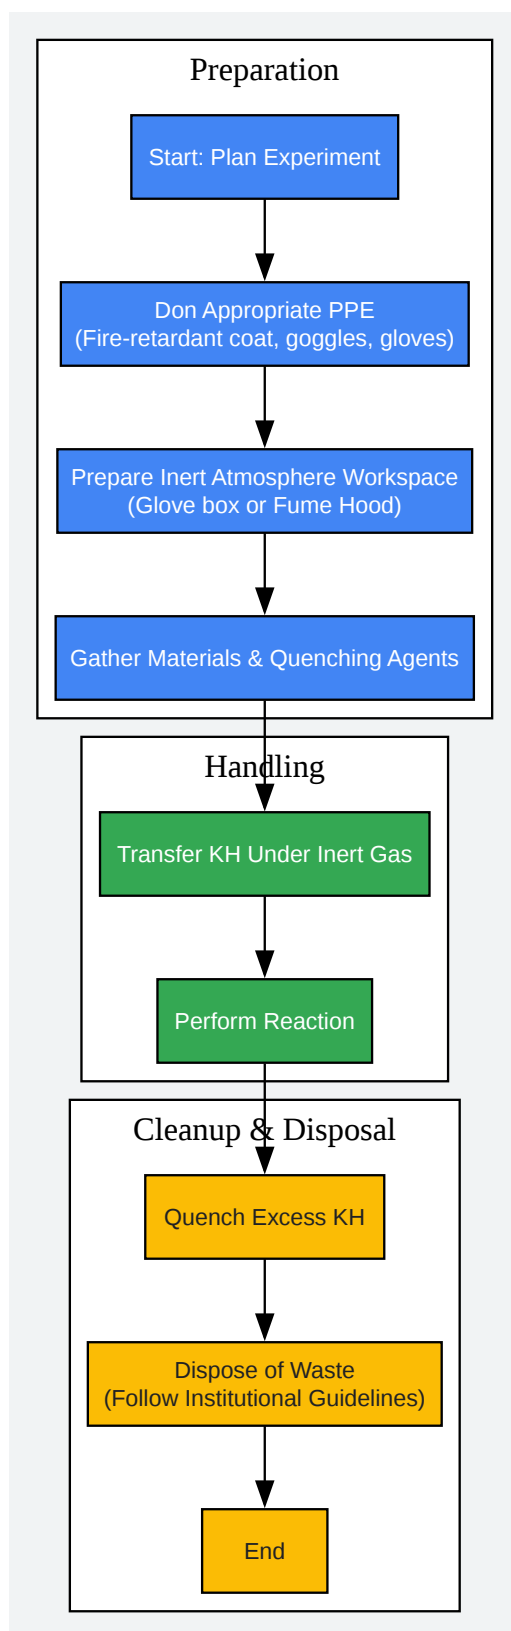 Preparation
Start: Plan Experiment
Don Appropriate PPE
(Fire-retardant coat, goggles, gloves)
Prepare Inert Atmosphere Workspace
(Glove box or Fume Hood)
Gather Materials & Quenching Agents
Handling
Transfer KH Under Inert Gas
Perform Reaction
Cleanup & Disposal
Quench Excess KH
Dispose of Waste
(Follow Institutional Guidelines)
End